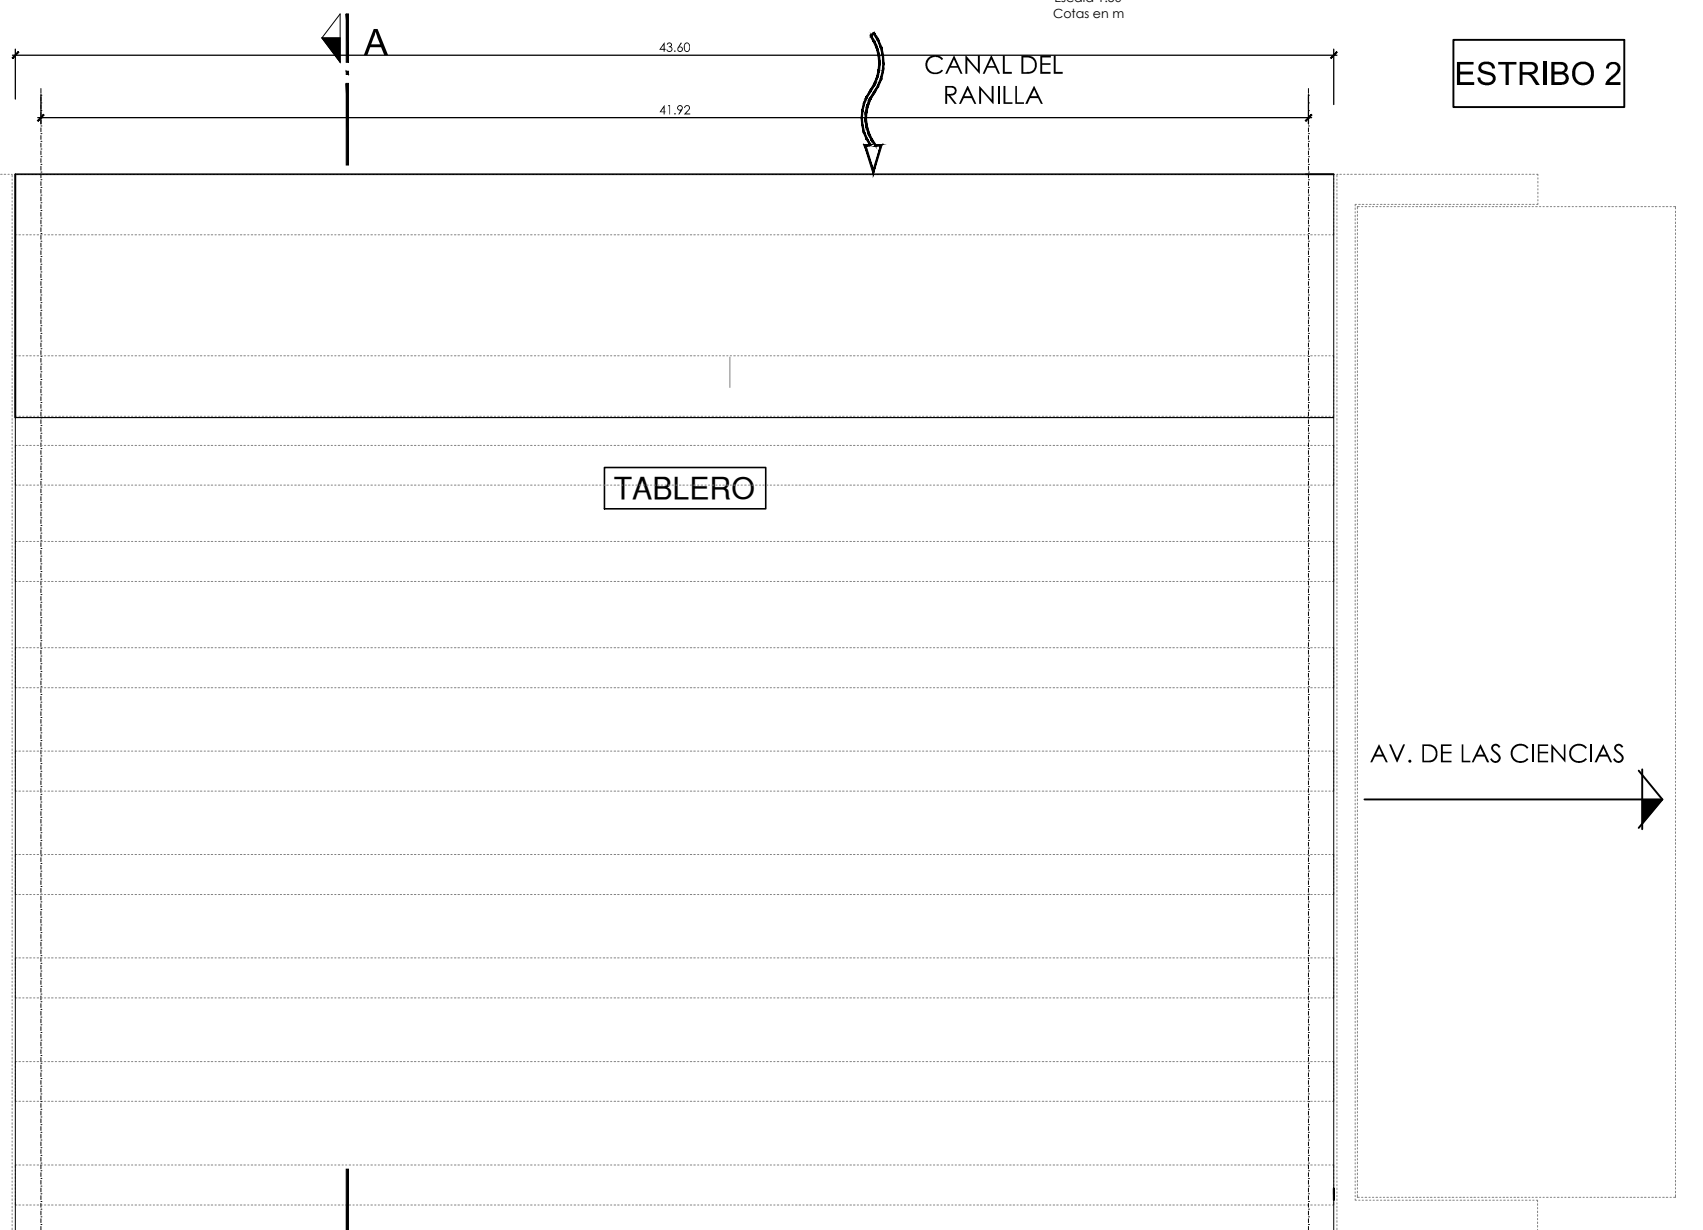 Cotas en m
A
43.60
CANAL DEL
RANILLA
ESTRIBO 2
41.92
TABLERO
AV. DE LAS CIENCIAS